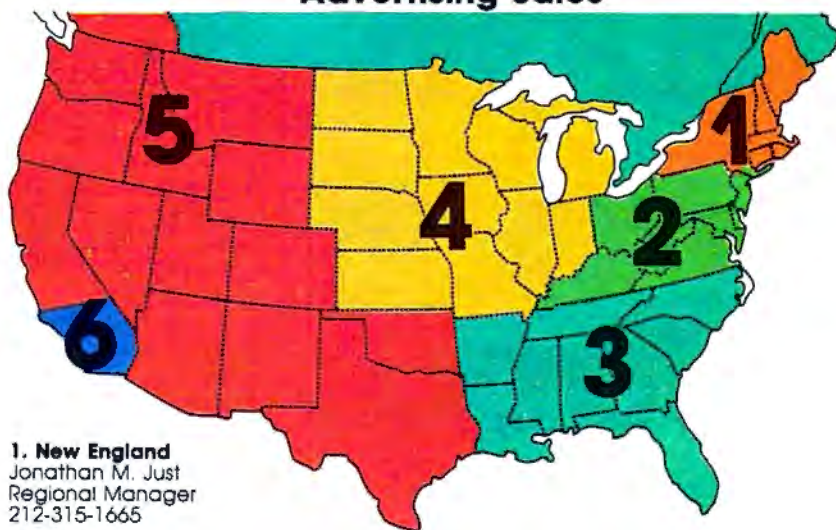 Advertising Sales
5
1
4
2
6
3
1. New England
Jonathan M. Just
Regional Manager
212-315-1665